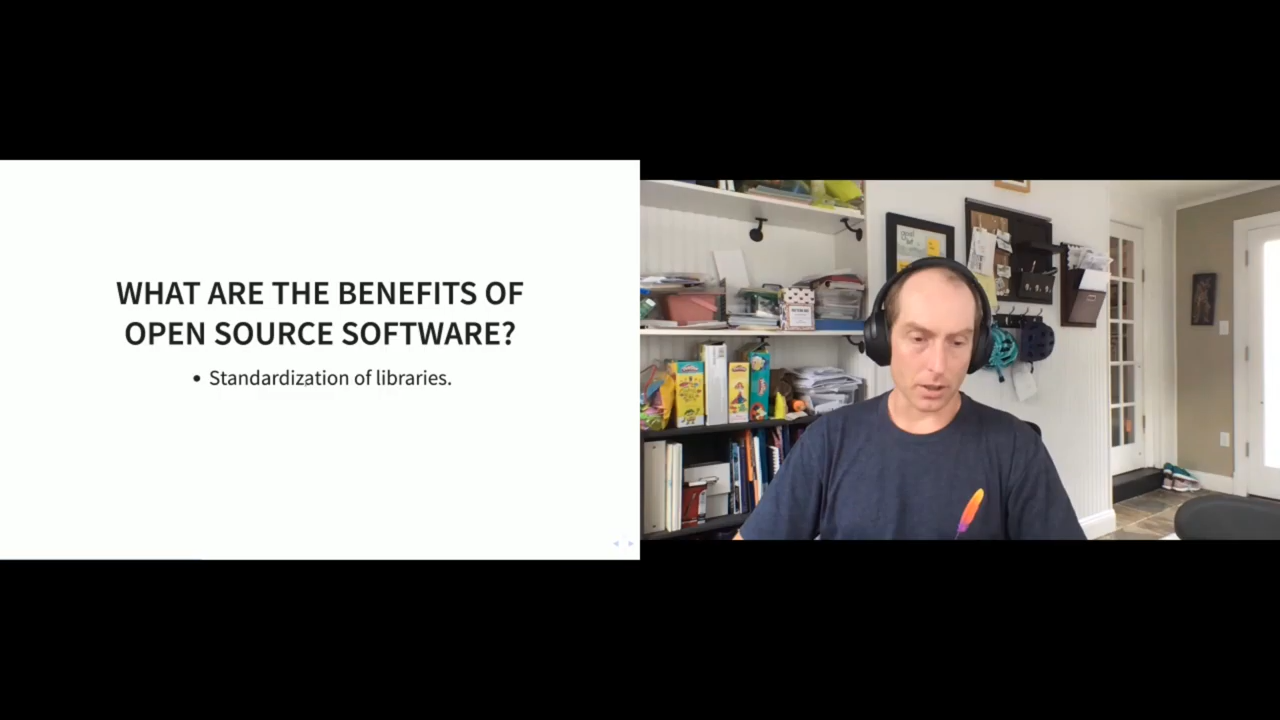 WHAT ARE THE BENEFITS OF
OPEN SOURCE SOFTWARE?
• Standardization of libraries.